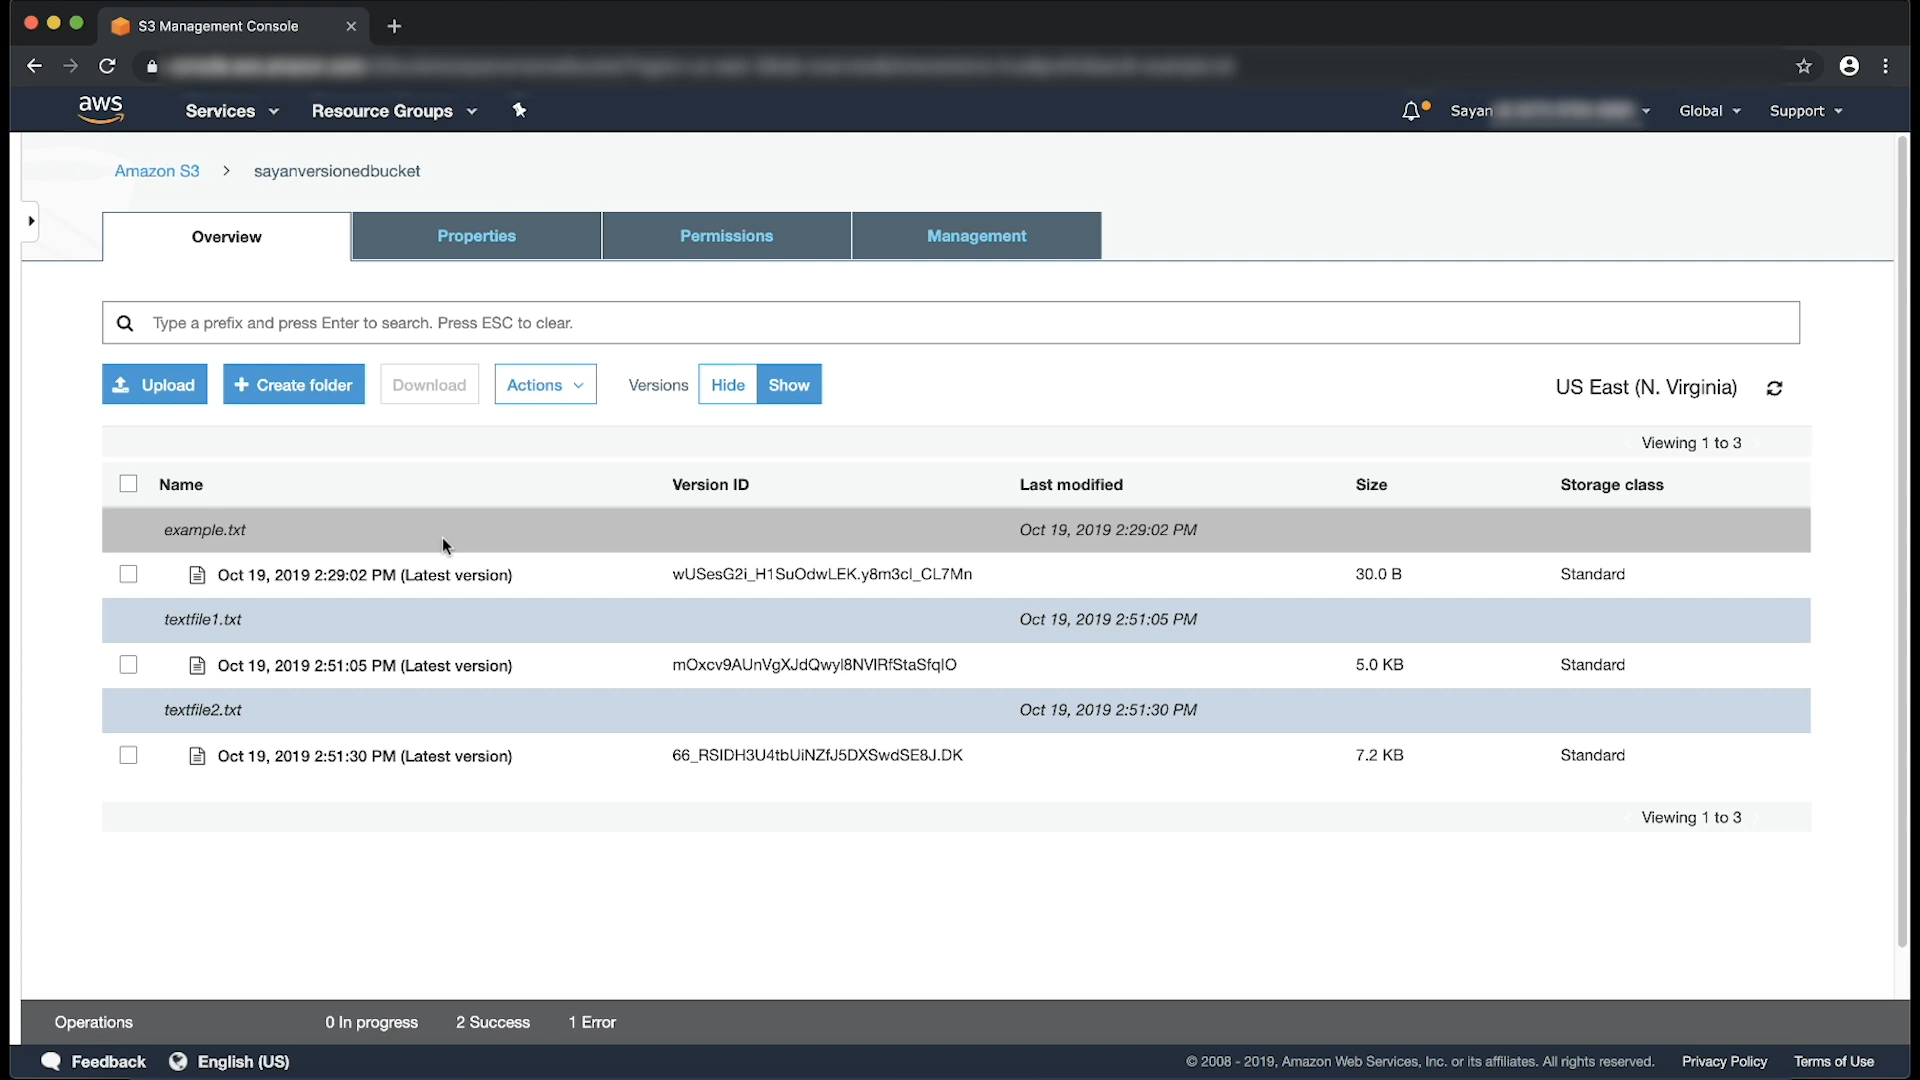 S3 Management Console
aws Services Resource Groups Sayan Global Support
Amazon S3 > sayanversionedbucket
Overview Properties Permissions Management
Type a prefix and press Enter to search. Press ESC to clear.
Upload + Create folder Download Actions Versions Hide Show US East (N. Virginia)
Viewing 1 to 3
Name Version ID Last modified Size Storage class
example.txt Oct 19, 2019 2:29:02 PM
Oct 19, 2019 2:29:02 PM (Latest version) wUSesG2i_H1SuOdwLEK.y8m3cl_CL7Mn 30.0 B Standard
textfile1.txt Oct 19, 2019 2:51:05 PM
Oct 19, 2019 2:51:05 PM (Latest version) mOxcv9AUnVgXJdQwyl8NVIRfStaSfqIO 5.0 KB Standard
textfile2.txt Oct 19, 2019 2:51:30 PM
Oct 19, 2019 2:51:30 PM (Latest version) 66_RSIDH3U4tbUiNZfJ5DXSwdSE8J.DK 7.2 KB Standard
Viewing 1 to 3
Operations 0 In progress 2 Success 1 Error
Feedback English (US) © 2008 - 2019, Amazon Web Services, Inc. or its affiliates. All rights reserved. Privacy Policy Terms of Use